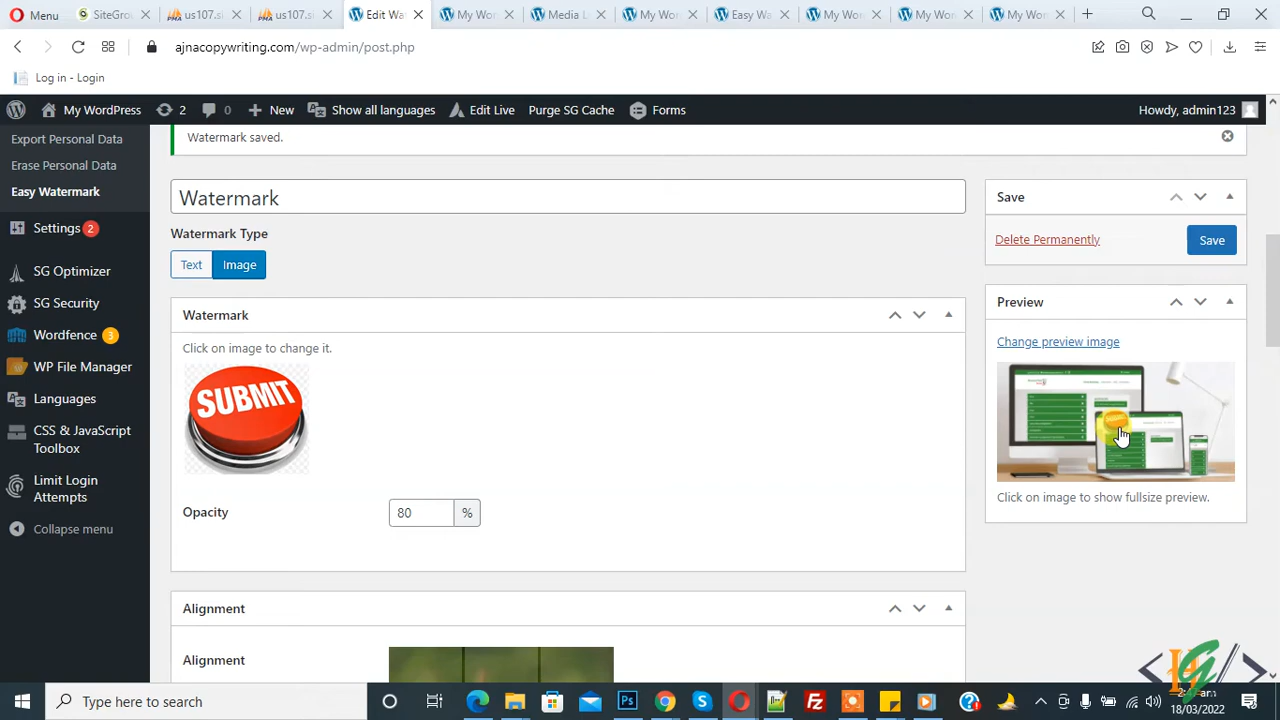 Menu
SiteGro
us107.si
us107.si
Edit Wa
My Wor
Media L
My Wor
Easy Wa
My Wor
My Wor
My Wor
ajnacopywriting.com/wp-admin/post.php
Log in - Login
My WordPress 2 0 New Show all languages Edit Live Purge SG Cache Forms Howdy, admin123
Export Personal Data
Erase Personal Data
Easy Watermark
Settings 2
SG Optimizer
SG Security
Wordfence 3
WP File Manager
Languages
CSS & JavaScript
Toolbox
Limit Login
Attempts
Collapse menu
Watermark saved.
Watermark
Watermark Type
Text Image
Watermark
Click on image to change it.
SUBMIT
Opacity 80 %
Alignment
Alignment
Save
Delete Permanently Save
Preview
Change preview image
Click on image to show fullsize preview.
Type here to search
18/03/2022